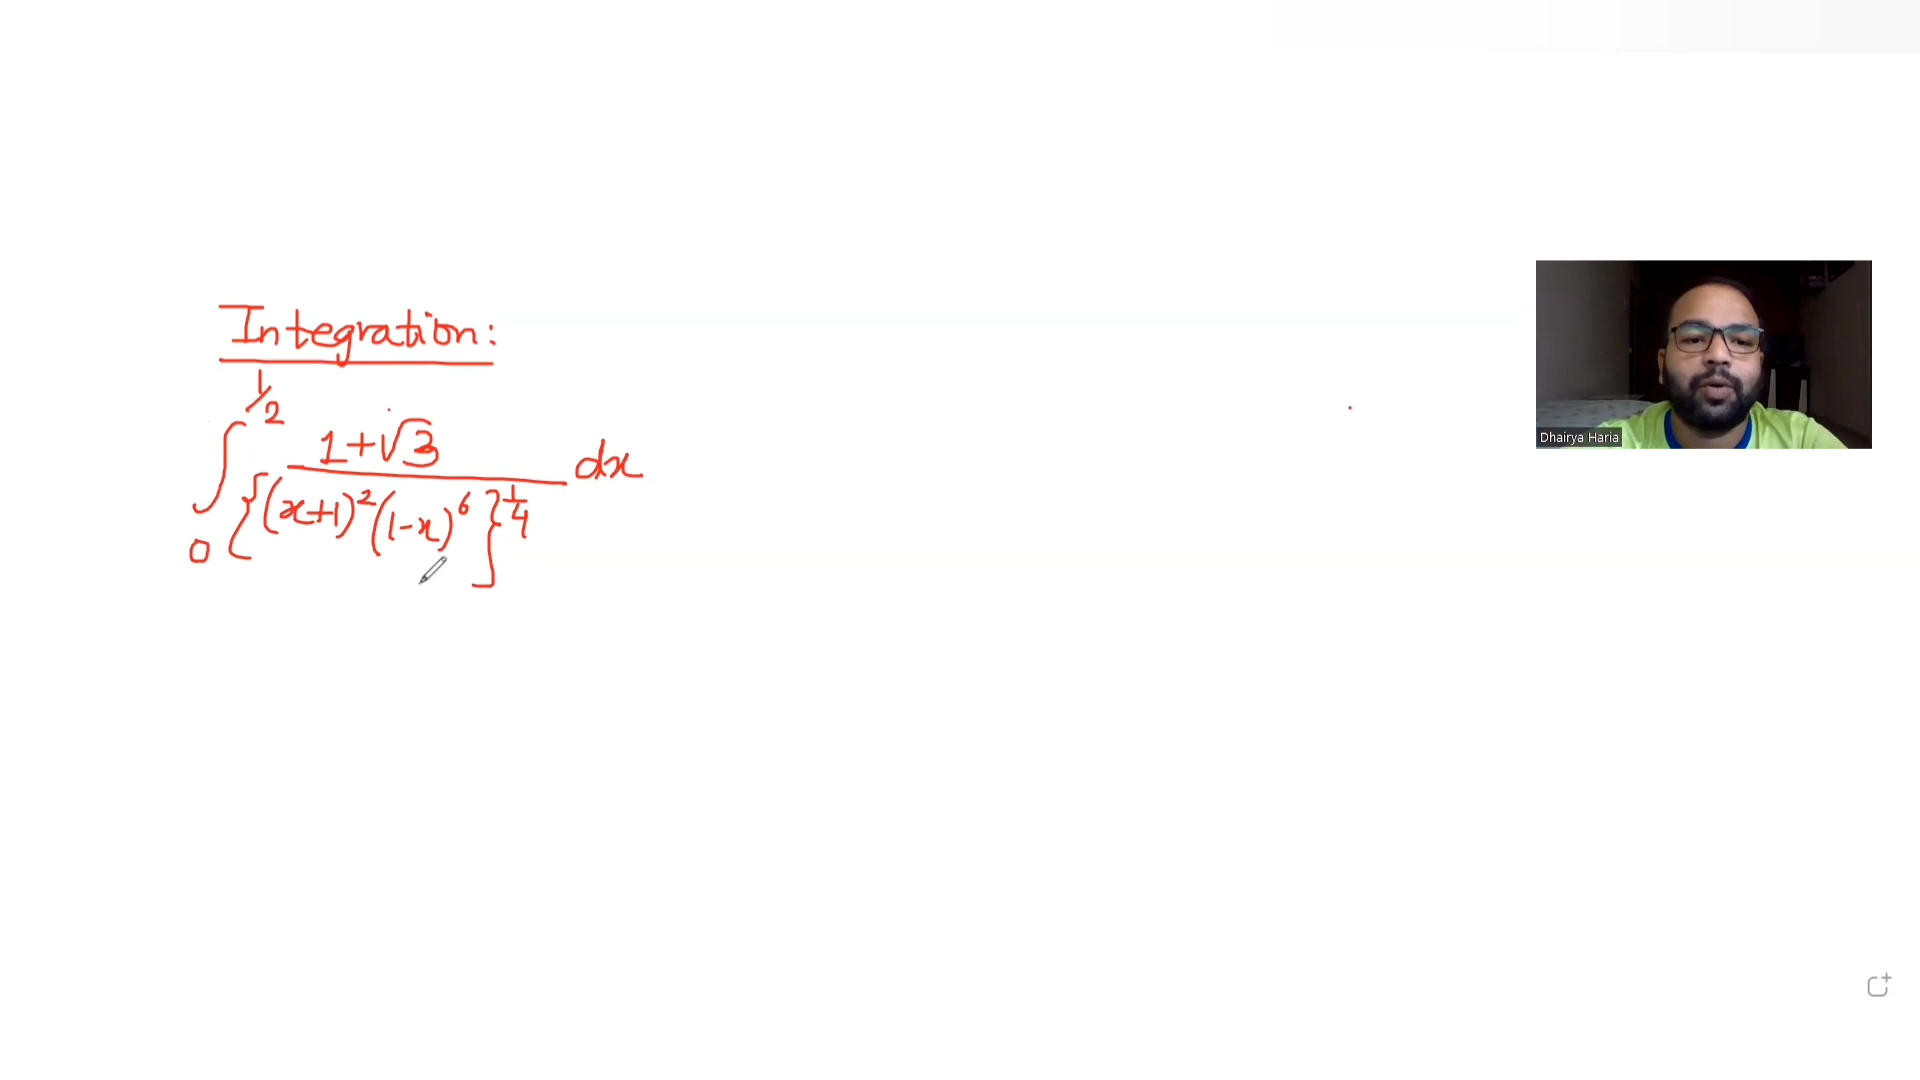 Integration:
∫₀^{1/2} (1+√3) / {(x+1)²(1-x)⁶}^{1/4} dx
Dhairya Haria